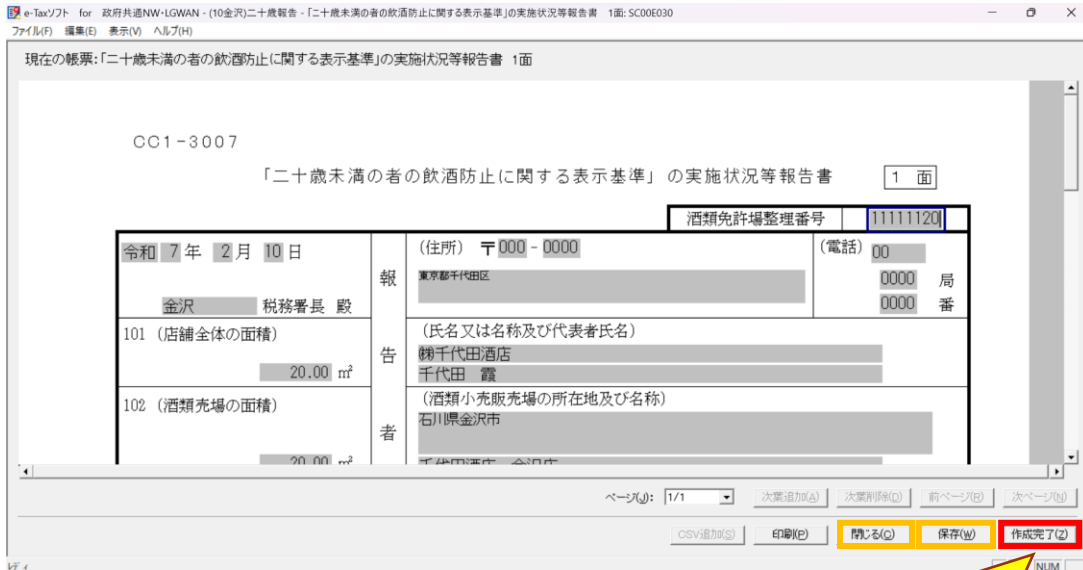 e-Taxソフト for 政府共通NW・LGWAN - (10金沢)二十歳報告 - 「二十歳未満の者の飲酒防止に関する表示基準」の実施状況等報告書 1面: SC00E030
ファイル(F) 編集(E) 表示(V) ヘルプ(H)
現在の帳票:「二十歳未満の者の飲酒防止に関する表示基準」の実施状況等報告書 1面
CC1-3007
「二十歳未満の者の飲酒防止に関する表示基準」の実施状況等報告書 1 面
酒類免許場整理番号 11111120
令和 7 年 2 月 10 日
金沢 税務署長 殿
101 (店舗全体の面積)
20.00 ㎡
102 (酒類売場の面積)
20.00 ㎡
報
告
者
(住所) 〒000-0000
東京都千代田区
(電話) 00
0000 局
0000 番
(氏名又は名称及び代表者氏名)
㈱千代田酒店
千代田 霞
(酒類小売販売場の所在地及び名称)
石川県金沢市
千代田酒店 金沢店
ページ(J): 1/1 次葉追加(A) 次葉削除(D) 前ページ(R) 次ページ(N)
CSV追加(S) 印刷(P) 閉じる(C) 保存(W) 作成完了(Z)
レディ NUM